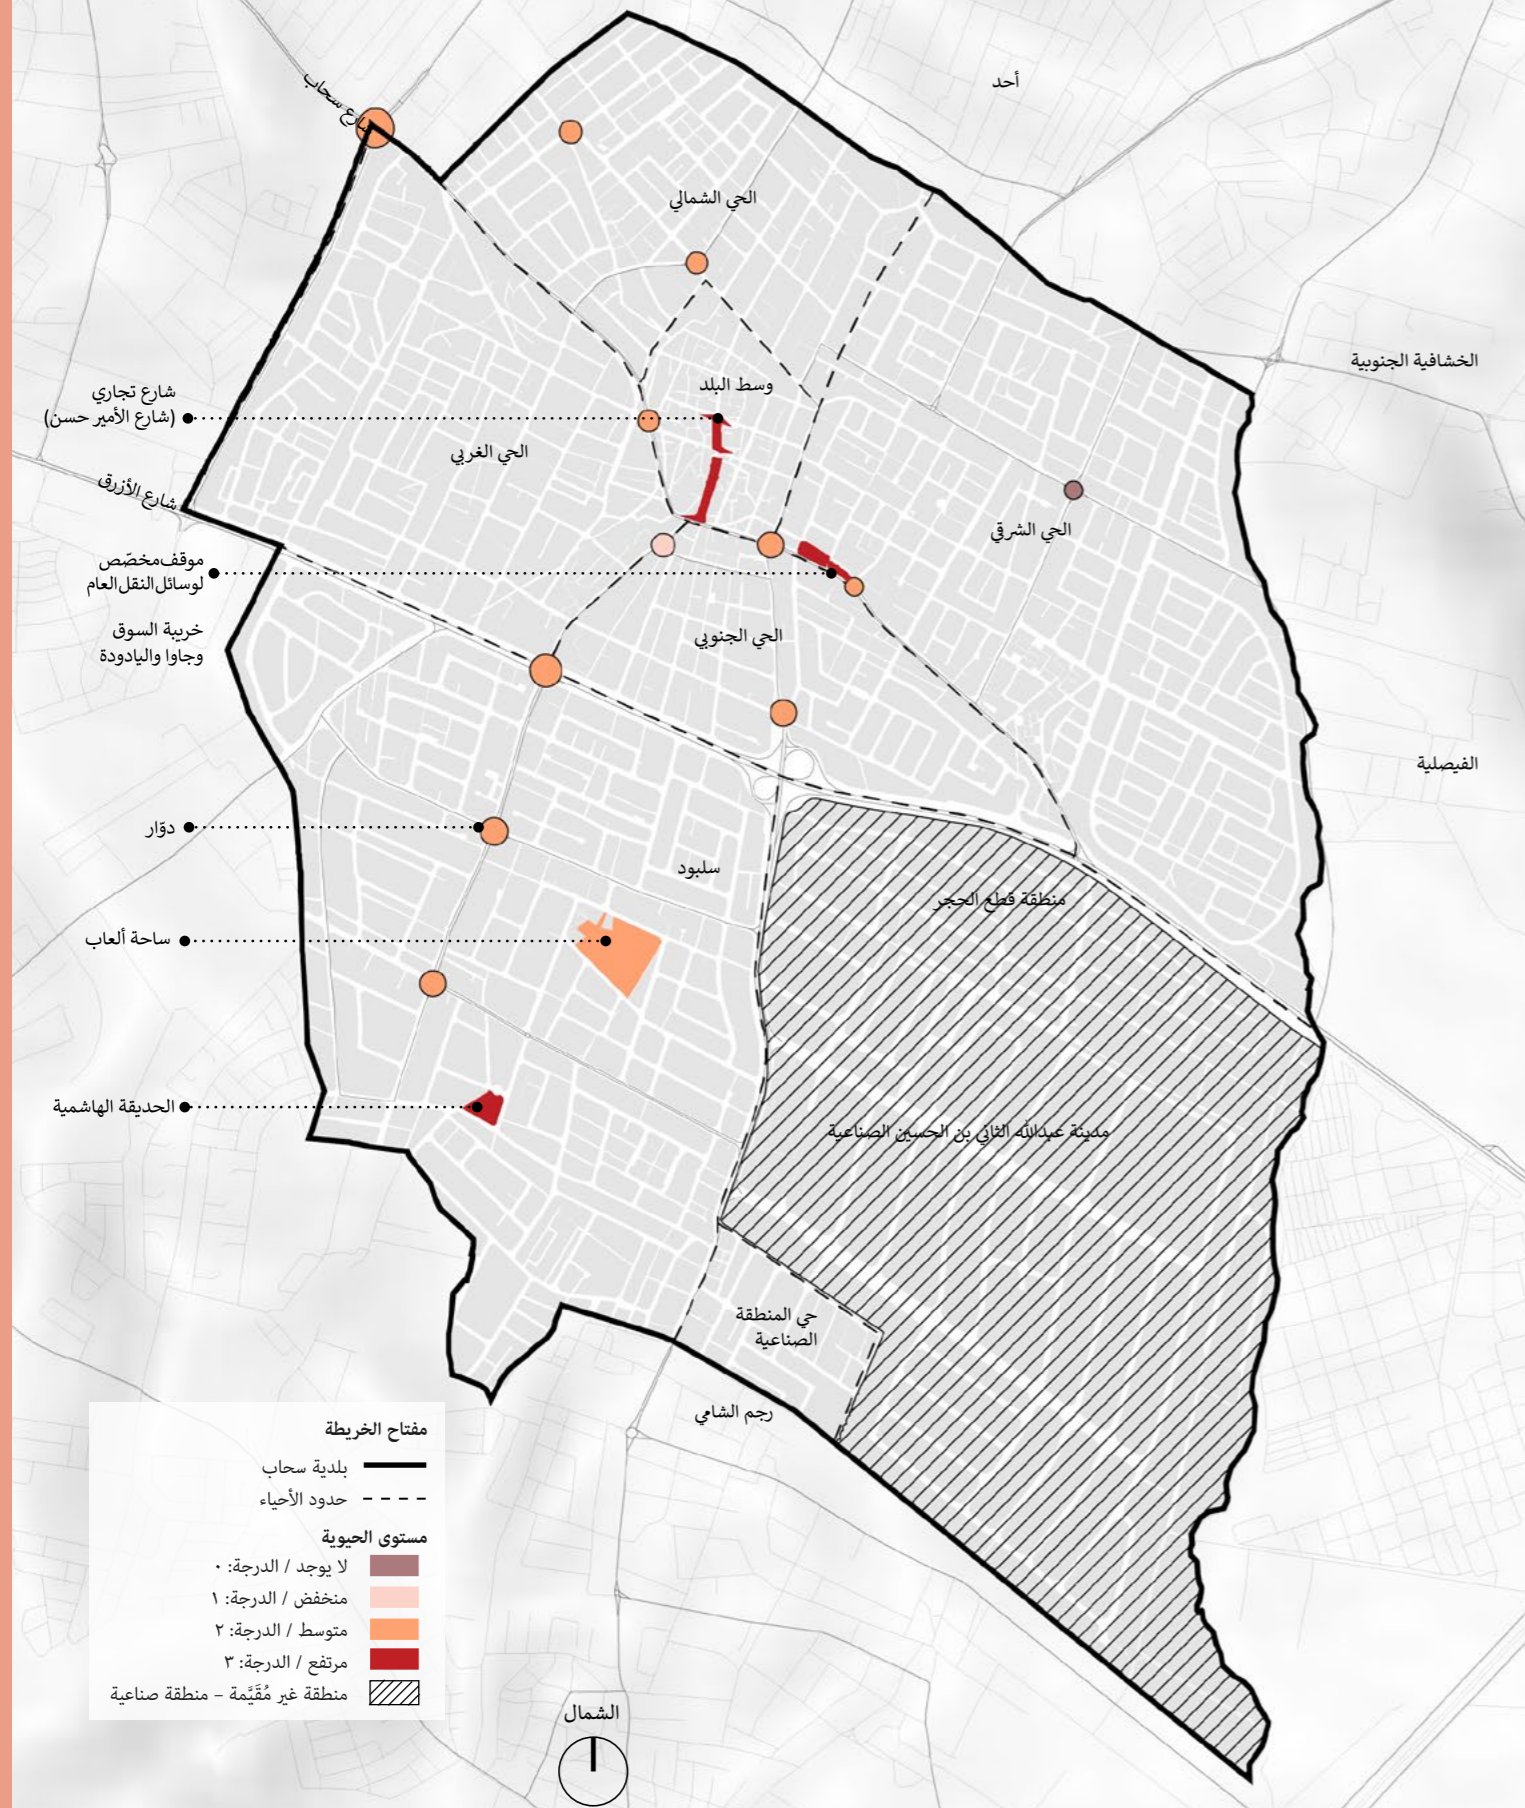 أحد
شارع سحاب
الحي الشمالي
الخشافية الجنوبية
وسط البلد
شارع تجاري
(شارع الأمير حسن)
الحي الغربي
شارع الأزرق
الحي الشرقي
موقف مخصّص
لوسائل النقل العام
خريبة السوق
وجاوا واليادودة
الحي الجنوبي
الفيصلية
دوّار
سلبود
منطقة قطع الحجر
ساحة ألعاب
الحديقة الهاشمية
مدينة عبدالله الثاني بن الحسين الصناعية
حي المنطقة
الصناعية
رجم الشامي
مفتاح الخريطة
بلدية سحاب
حدود الأحياء
مستوى الحيوية
لا يوجد / الدرجة: ٠
منخفض / الدرجة: ١
متوسط / الدرجة: ٢
مرتفع / الدرجة: ٣
منطقة غير مُقَيَّمة – منطقة صناعية
الشمال